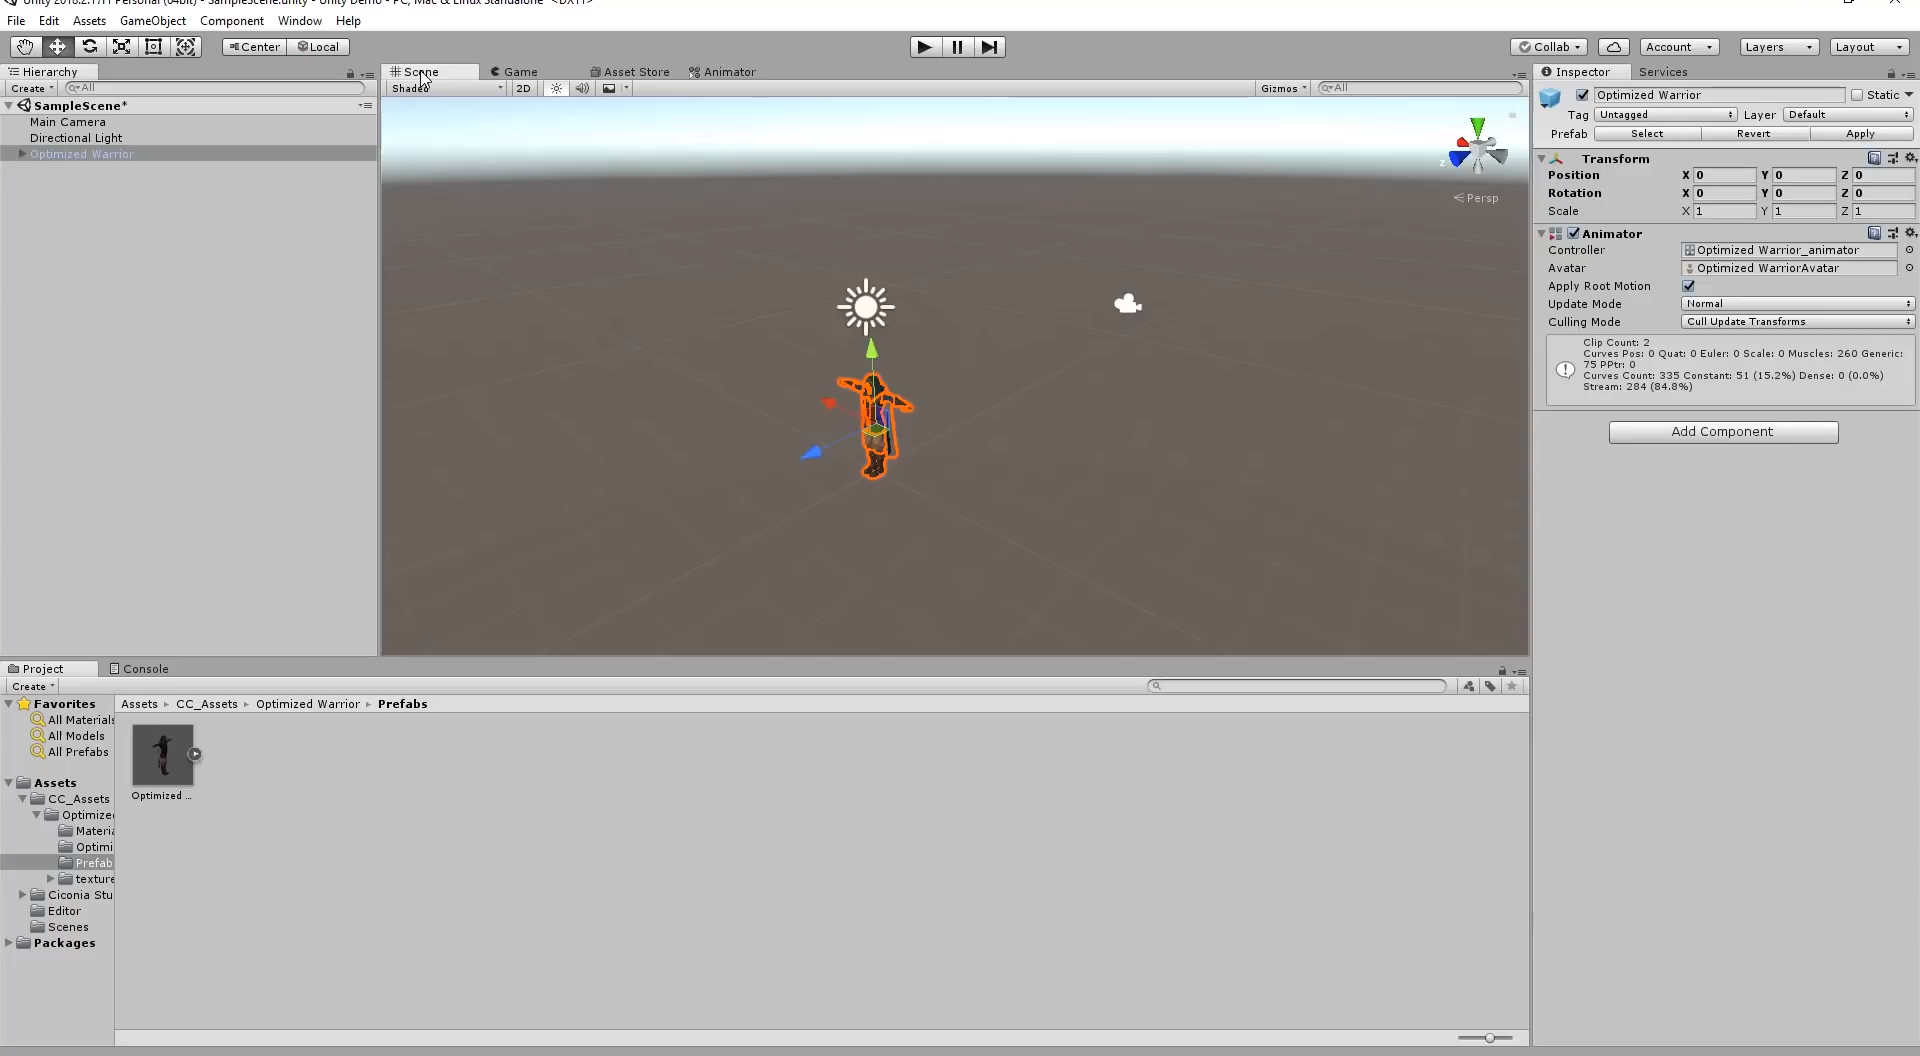 Unity Demo - PC, Mac & Linux Standalone <DX11>
File Edit Assets GameObject Component Window Help
Center Local
Collab Account Layers Layout
Hierarchy
Create All
SampleScene*
Main Camera
Directional Light
Optimized Warrior
Scene Game Asset Store Animator
Shaded 2D Gizmos All
Persp
Inspector Services
Optimized Warrior Static
Tag Untagged Layer Default
Prefab Select Revert Apply
Transform
Position X 0 Y 0 Z 0
Rotation X 0 Y 0 Z 0
Scale X 1 Y 1 Z 1
Animator
Controller Optimized Warrior_animator
Avatar Optimized WarriorAvatar
Apply Root Motion
Update Mode Normal
Culling Mode Cull Update Transforms
Clip Count: 2
Curves Pos: 0 Quat: 0 Euler: 0 Scale: 0 Muscles: 260 Generic:
75 PPtr: 0
Curves Count: 335 Constant: 51 (15.2%) Dense: 0 (0.0%)
Stream: 284 (84.8%)
Add Component
Project Console
Create
Favorites
All Materials
All Models
All Prefabs
Assets
CC_Assets
Optimize
Materia
Optimi
Prefab
texture
Ciconia Stu
Editor
Scenes
Packages
Assets CC_Assets Optimized Warrior Prefabs
Optimized ...